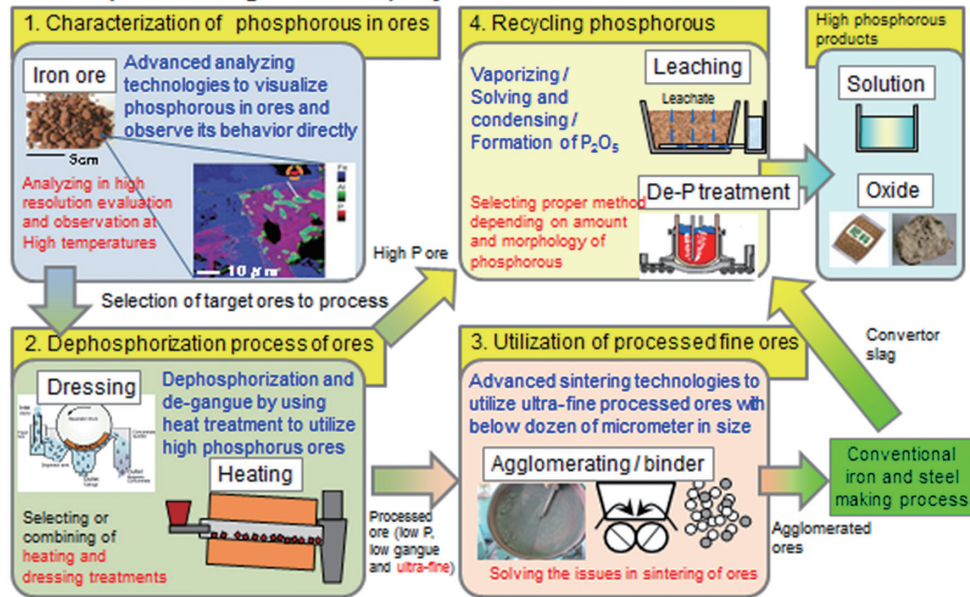 1. Characterization of phosphorous in ores
Iron ore
5cm
Advanced analyzing
technologies to visualize
phosphorous in ores and
observe its behavior directly
Analyzing in high
resolution evaluation
and observation at
High temperatures
Fe
Al
P
10 μm
Selection of target ores to process
High P ore
4. Recycling phosphorous
Vaporizing /
Solving and
condensing /
Formation of P₂O₅
Leaching
Leachate
De-P treatment
Selecting proper method
depending on amount
and morphology of
phosphorous
High phosphorous
products
Solution
Oxide
肥料
2. Dephosphorization process of ores
Dressing
Dephosphorization and
de-gangue by using
heat treatment to utilize
high phosphorus ores
Heating
Selecting or
combining of
heating and
dressing treatments
Processed
ore (low P,
low gangue
and ultra-fine)
3. Utilization of processed fine ores
Advanced sintering technologies to
utilize ultra-fine processed ores with
below dozen of micrometer in size
Agglomerating / binder
Solving the issues in sintering of ores
Agglomerated
ores
Convertor
slag
Conventional
iron and steel
making process